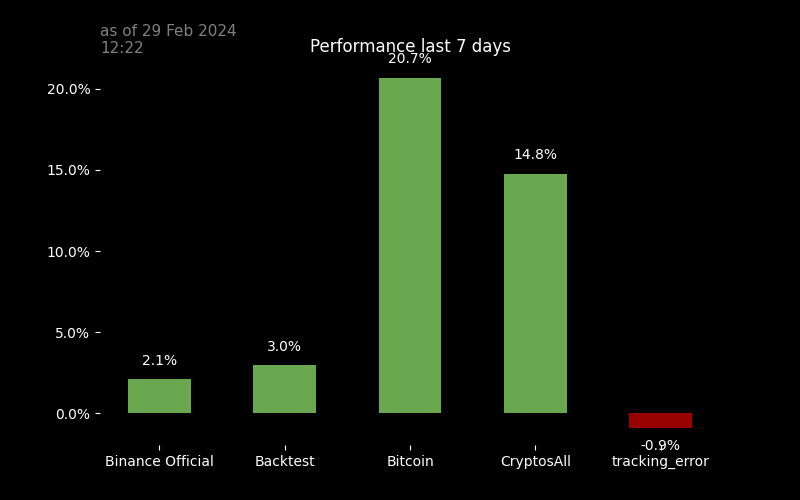 as of 29 Feb 2024
12:22
Performance last 7 days
20.7%
20.0%
14.8%
15.0%
10.0%
5.0%
3.0%
2.1%
0.0%
-0.9%
Binance Official
Backtest
Bitcoin
CryptosAll
tracking_error